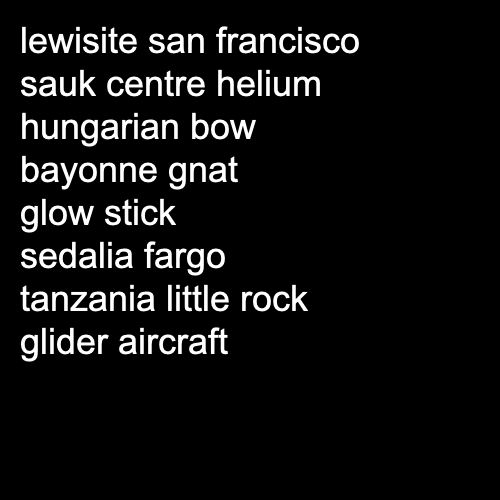 lewisite san francisco
sauk centre helium
hungarian bow
bayonne gnat
glow stick
sedalia fargo
tanzania little rock
glider aircraft